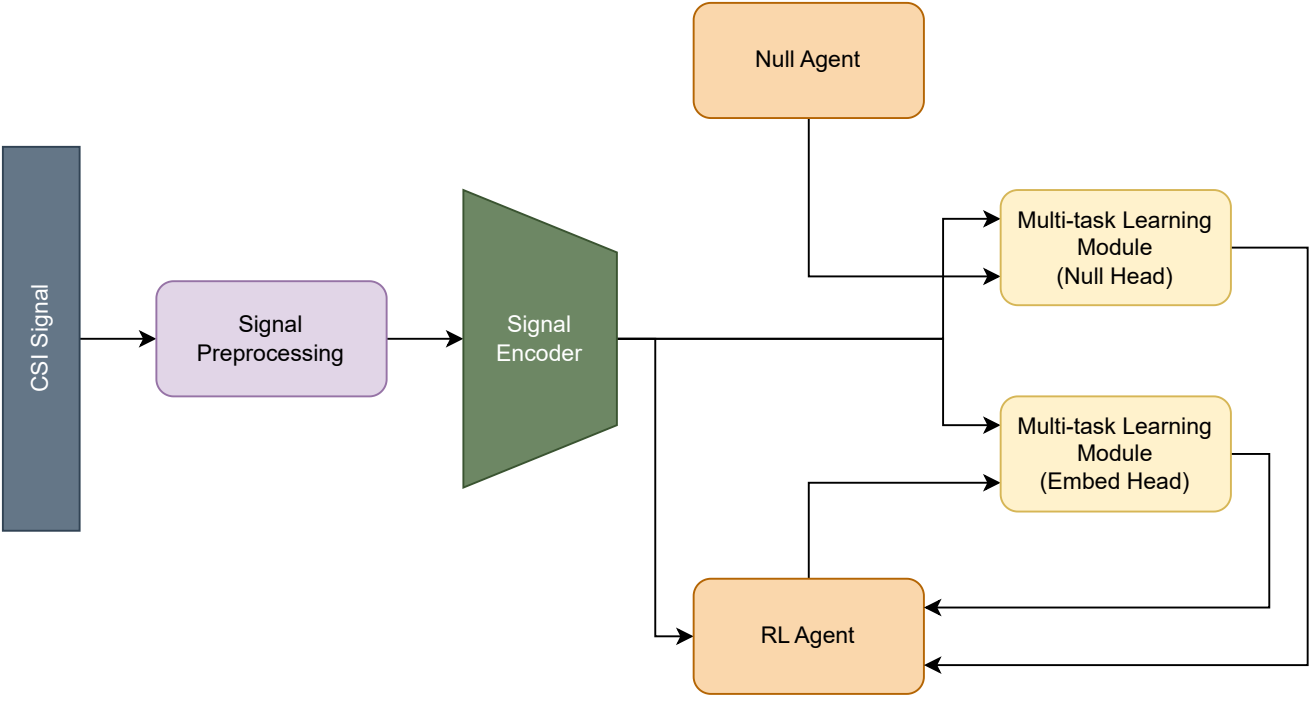 CSI Signal
Signal
Preprocessing
Signal
Encoder
Null Agent
Multi-task Learning
Module
(Null Head)
Multi-task Learning
Module
(Embed Head)
RL Agent